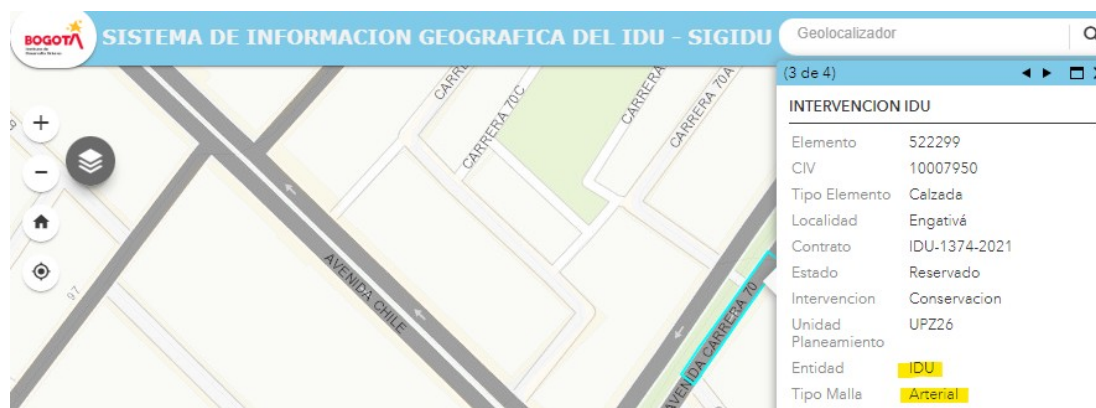 BOGOTÁ
SISTEMA DE INFORMACION GEOGRAFICA DEL IDU - SIGIDU
Geolocalizador
(3 de 4)
INTERVENCION IDU
Elemento 522299
CIV 10007950
Tipo Elemento Calzada
Localidad Engativá
Contrato IDU-1374-2021
Estado Reservado
Intervencion Conservacion
Unidad Planeamiento UPZ26
Entidad IDU
Tipo Malla Arterial
CARRERA 70C
CARRERA 70A
AVENIDA CHILE
AVENIDA CARRERA 70
97